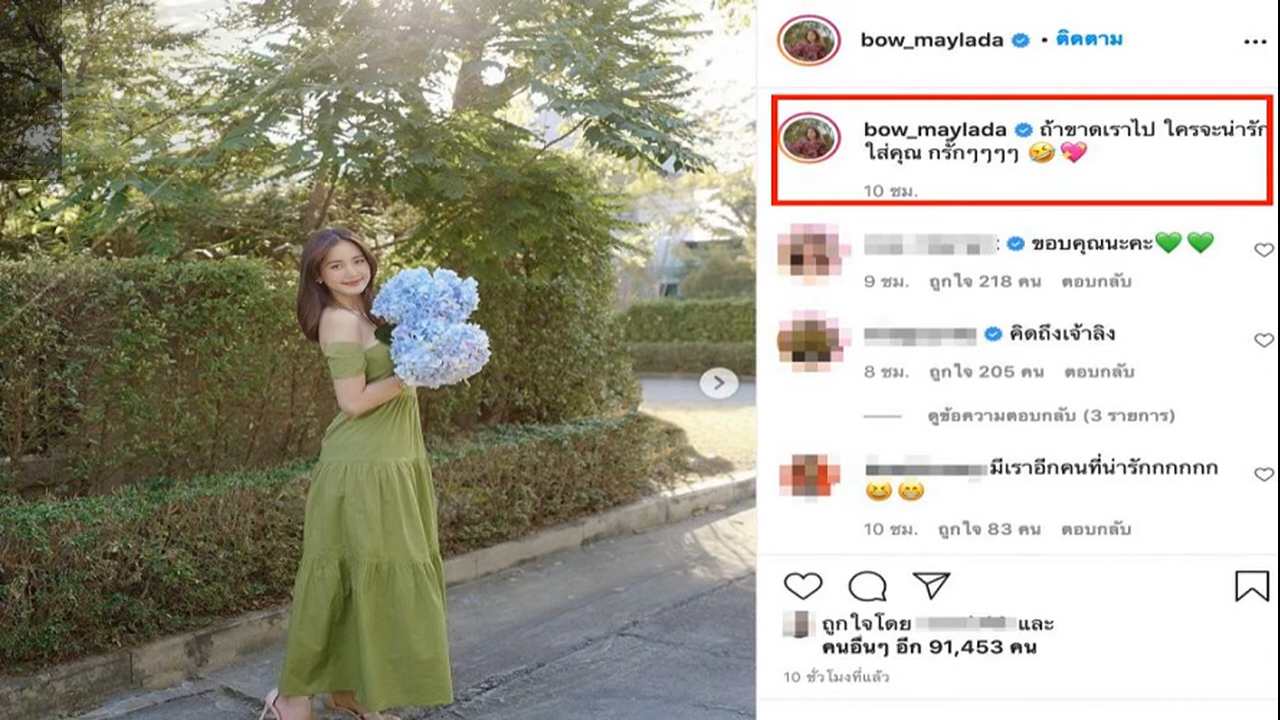 bow_maylada • ติดตาม
bow_maylada ถ้าขาดเราไป ใครจะน่ารัก
ใส่คุณ กรั๊กๆๆๆๆ 🤣💖
10 ชม.
ขอบคุณนะคะ💚💚
9 ชม. ถูกใจ 218 คน ตอบกลับ
คิดถึงเจ้าลิง
8 ชม. ถูกใจ 205 คน ตอบกลับ
ดูข้อความตอบกลับ (3 รายการ)
มีเราอีกคนที่น่ารักกกกกก
😆😁
10 ชม. ถูกใจ 83 คน ตอบกลับ
ถูกใจโดย และ
คนอื่นๆ อีก 91,453 คน
10 ชั่วโมงที่แล้ว